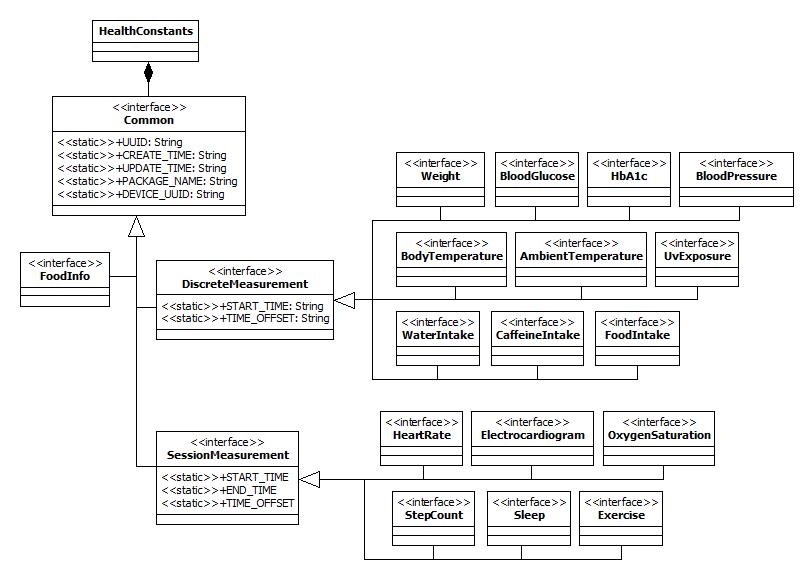 HealthConstants
<<interface>>
Common
<<static>>+UUID: String
<<static>>+CREATE_TIME: String
<<static>>+UPDATE_TIME: String
<<static>>+PACKAGE_NAME: String
<<static>>+DEVICE_UUID: String
<<interface>>
FoodInfo
<<interface>>
DiscreteMeasurement
<<static>>+START_TIME: String
<<static>>+TIME_OFFSET: String
<<interface>>
Weight
<<interface>>
BloodGlucose
<<interface>>
HbA1c
<<interface>>
BloodPressure
<<interface>>
BodyTemperature
<<interface>>
AmbientTemperature
<<interface>>
UvExposure
<<interface>>
WaterIntake
<<interface>>
CaffeineIntake
<<interface>>
FoodIntake
<<interface>>
SessionMeasurement
<<static>>+START_TIME
<<static>>+END_TIME
<<static>>+TIME_OFFSET
<<interface>>
HeartRate
<<interface>>
Electrocardiogram
<<interface>>
OxygenSaturation
<<interface>>
StepCount
<<interface>>
Sleep
<<interface>>
Exercise